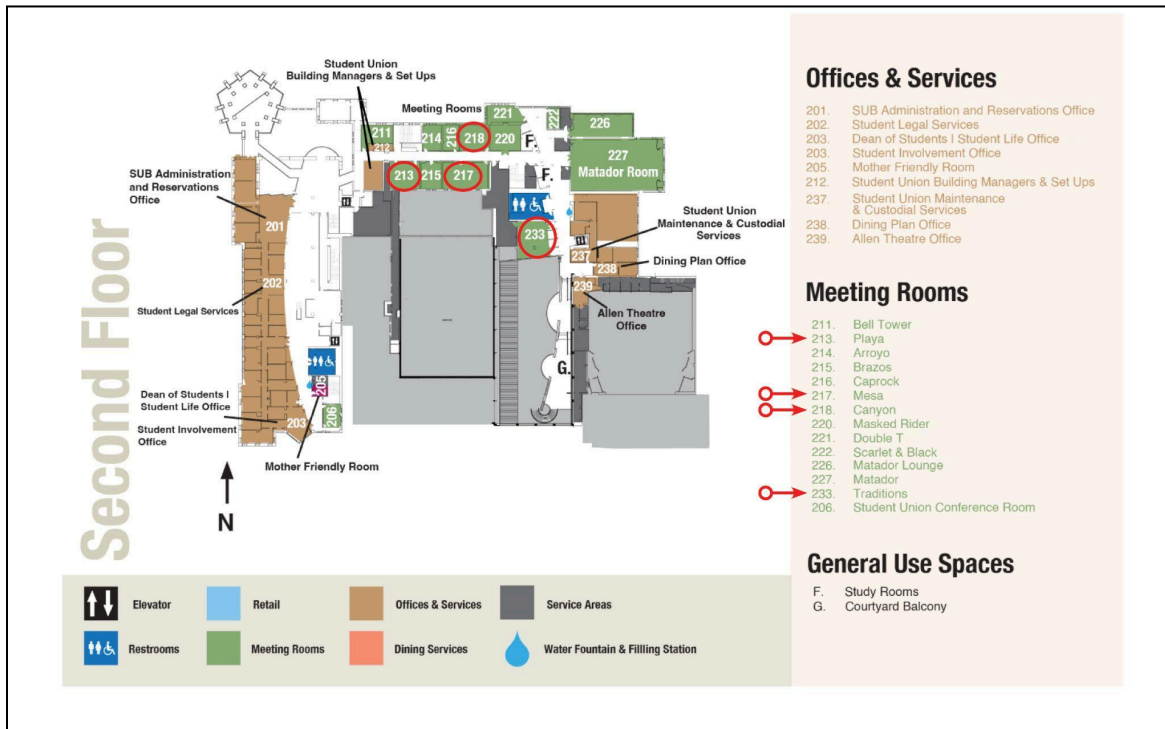 Second Floor
Student Union
Building Managers & Set Ups
Meeting Rooms
221
222
226
211
212
214
216
218
220
F.
227
Matador Room
213
215
217
F.
SUB Administration
and Reservations
Office
201
233
Student Union
Maintenance & Custodial
Services
237
238
Dining Plan Office
202
239
Student Legal Services
Allen Theatre
Office
G.
205
Dean of Students |
Student Life Office
203
206
Student Involvement
Office
Mother Friendly Room
N
Elevator
Retail
Offices & Services
Service Areas
Restrooms
Meeting Rooms
Dining Services
Water Fountain & Fillling Station
Offices & Services
201. SUB Administration and Reservations Office
202. Student Legal Services
203. Dean of Students | Student Life Office
203. Student Involvement Office
205. Mother Friendly Room
212. Student Union Building Managers & Set Ups
237. Student Union Maintenance
& Custodial Services
238. Dining Plan Office
239. Allen Theatre Office
Meeting Rooms
211. Bell Tower
213. Playa
214. Arroyo
215. Brazos
216. Caprock
217. Mesa
218. Canyon
220. Masked Rider
221. Double T
222. Scarlet & Black
226. Matador Lounge
227. Matador
233. Traditions
206. Student Union Conference Room
General Use Spaces
F. Study Rooms
G. Courtyard Balcony